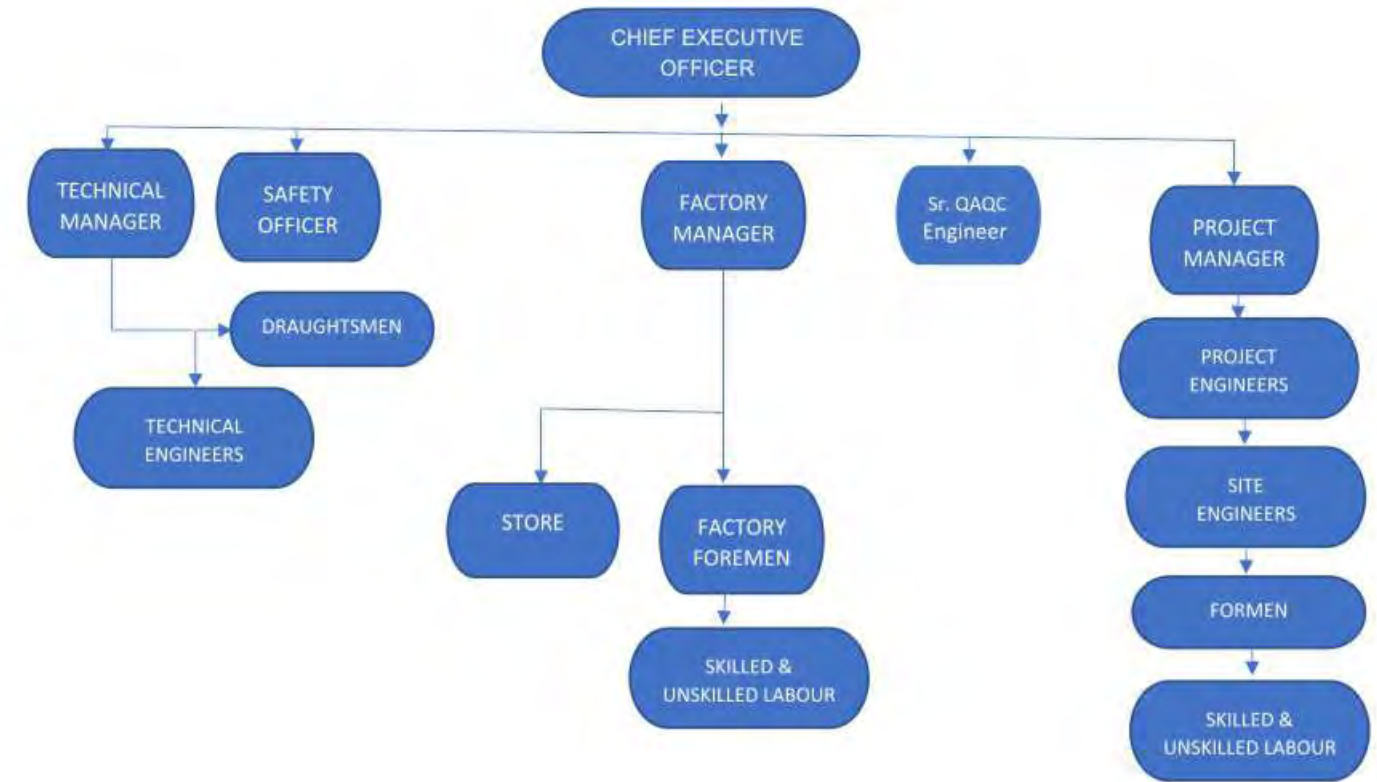 CHIEF EXECUTIVE
OFFICER
TECHNICAL
MANAGER
SAFETY
OFFICER
FACTORY
MANAGER
Sr. QAQC
Engineer
PROJECT
MANAGER
DRAUGHTSMEN
TECHNICAL
ENGINEERS
PROJECT
ENGINEERS
STORE
FACTORY
FOREMEN
SITE
ENGINEERS
SKILLED &
UNSKILLED LABOUR
FORMEN
SKILLED &
UNSKILLED LABOUR